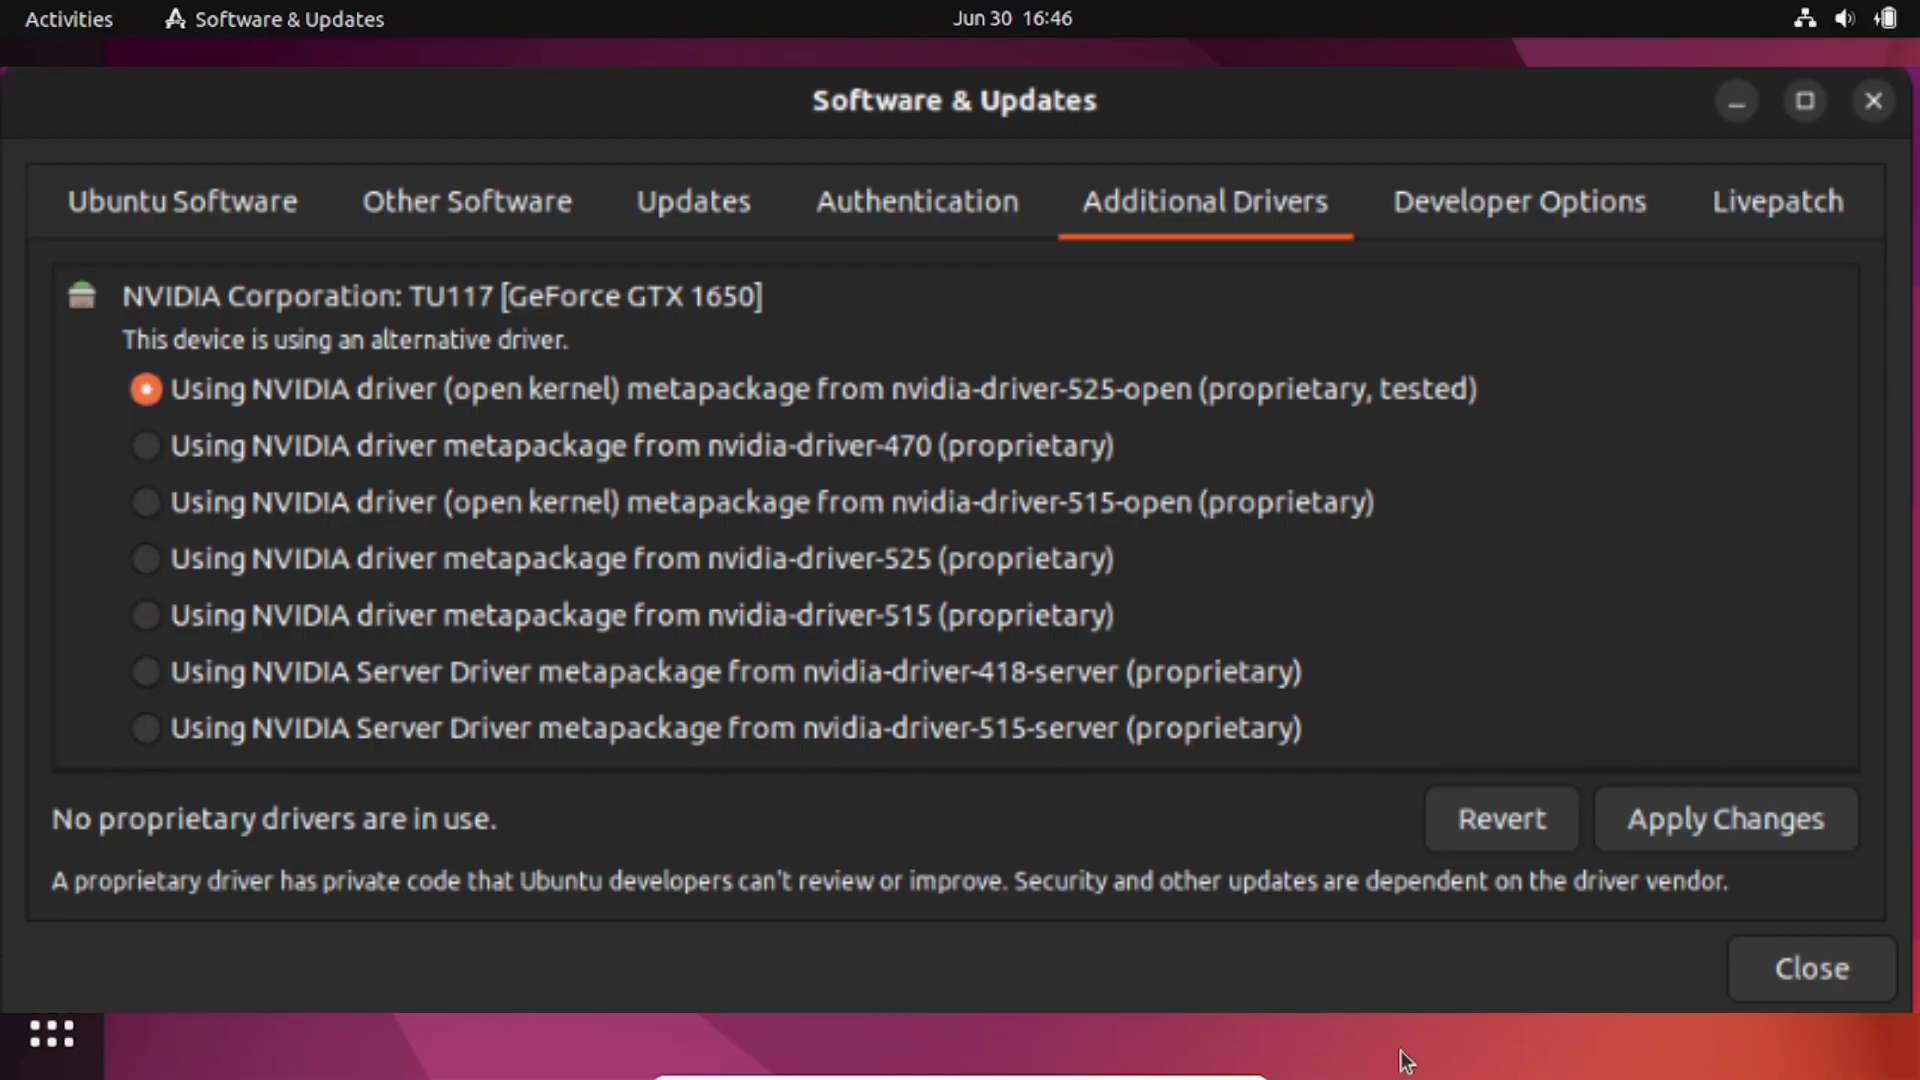 Activities
Software & Updates
Jun 30 16:46
Software & Updates
Ubuntu Software
Other Software
Updates
Authentication
Additional Drivers
Developer Options
Livepatch
NVIDIA Corporation: TU117 [GeForce GTX 1650]
This device is using an alternative driver.
Using NVIDIA driver (open kernel) metapackage from nvidia-driver-525-open (proprietary, tested)
Using NVIDIA driver metapackage from nvidia-driver-470 (proprietary)
Using NVIDIA driver (open kernel) metapackage from nvidia-driver-515-open (proprietary)
Using NVIDIA driver metapackage from nvidia-driver-525 (proprietary)
Using NVIDIA driver metapackage from nvidia-driver-515 (proprietary)
Using NVIDIA Server Driver metapackage from nvidia-driver-418-server (proprietary)
Using NVIDIA Server Driver metapackage from nvidia-driver-515-server (proprietary)
No proprietary drivers are in use.
Revert
Apply Changes
A proprietary driver has private code that Ubuntu developers can't review or improve. Security and other updates are dependent on the driver vendor.
Close